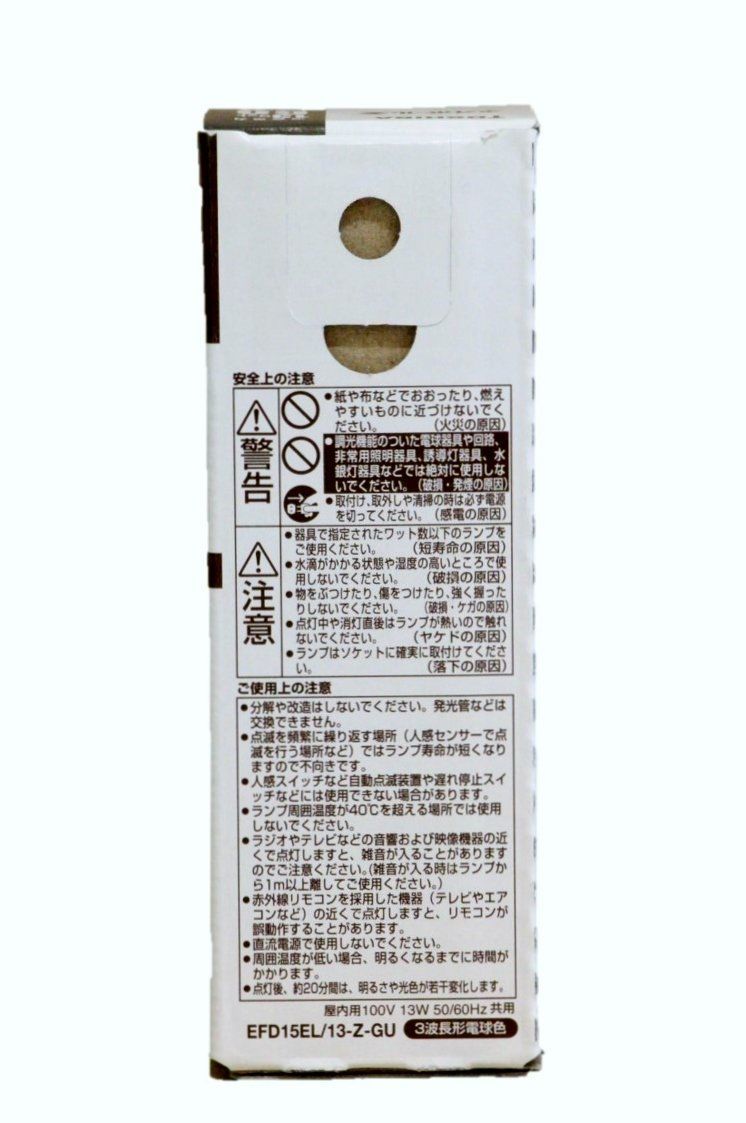 TOSHIBA
安全上の注意
警告
●紙や布などでおおったり、燃え
やすいものに近づけないでく
ださい。 (火災の原因)
●調光機能のついた電球器具や回路、
非常用照明器具、誘導灯器具、水
銀灯器具などでは絶対に使用しな
いでください。(破損・発煙の原因)
●取付け、取外しや清掃の時は必ず電源
を切ってください。(感電の原因)
注意
●器具で指定されたワット数以下のランプを
ご使用ください。 (短寿命の原因)
●水滴がかかる状態や湿度の高いところで使
用しないでください。 (破損の原因)
●物をぶつけたり、傷をつけたり、強く握った
りしないでください。 (破損・ケガの原因)
●点灯中や消灯直後はランプが熱いので触れ
ないでください。 (ヤケドの原因)
●ランプはソケットに確実に取付けてくださ
い。 (落下の原因)
ご使用上の注意
●分解や改造はしないでください。発光管などは
交換できません。
●点滅を頻繁に繰り返す場所(人感センサーで点
滅を行う場所など)ではランプ寿命が短くなり
ますので不向きです。
●人感スイッチなど自動点滅装置や遅れ停止スイ
ッチなどには使用できない場合があります。
●ランプ周囲温度が40℃を超える場所では使用
しないでください。
●ラジオやテレビなどの音響および映像機器の近
くで点灯しますと、雑音が入ることがあります
のでご注意ください。(雑音が入る時はランプか
ら1m以上離してご使用ください。)
●赤外線リモコンを採用した機器(テレビやエア
コンなど)の近くで点灯しますと、リモコンが
誤動作することがあります。
●直流電源で使用しないでください。
●周囲温度が低い場合、明るくなるまでに時間が
かかります。
●点灯後、約20分間は、明るさや光色が若干変化します。
屋内用100V 13W 50/60Hz 共用
EFD15EL/13-Z-GU 3波長形電球色